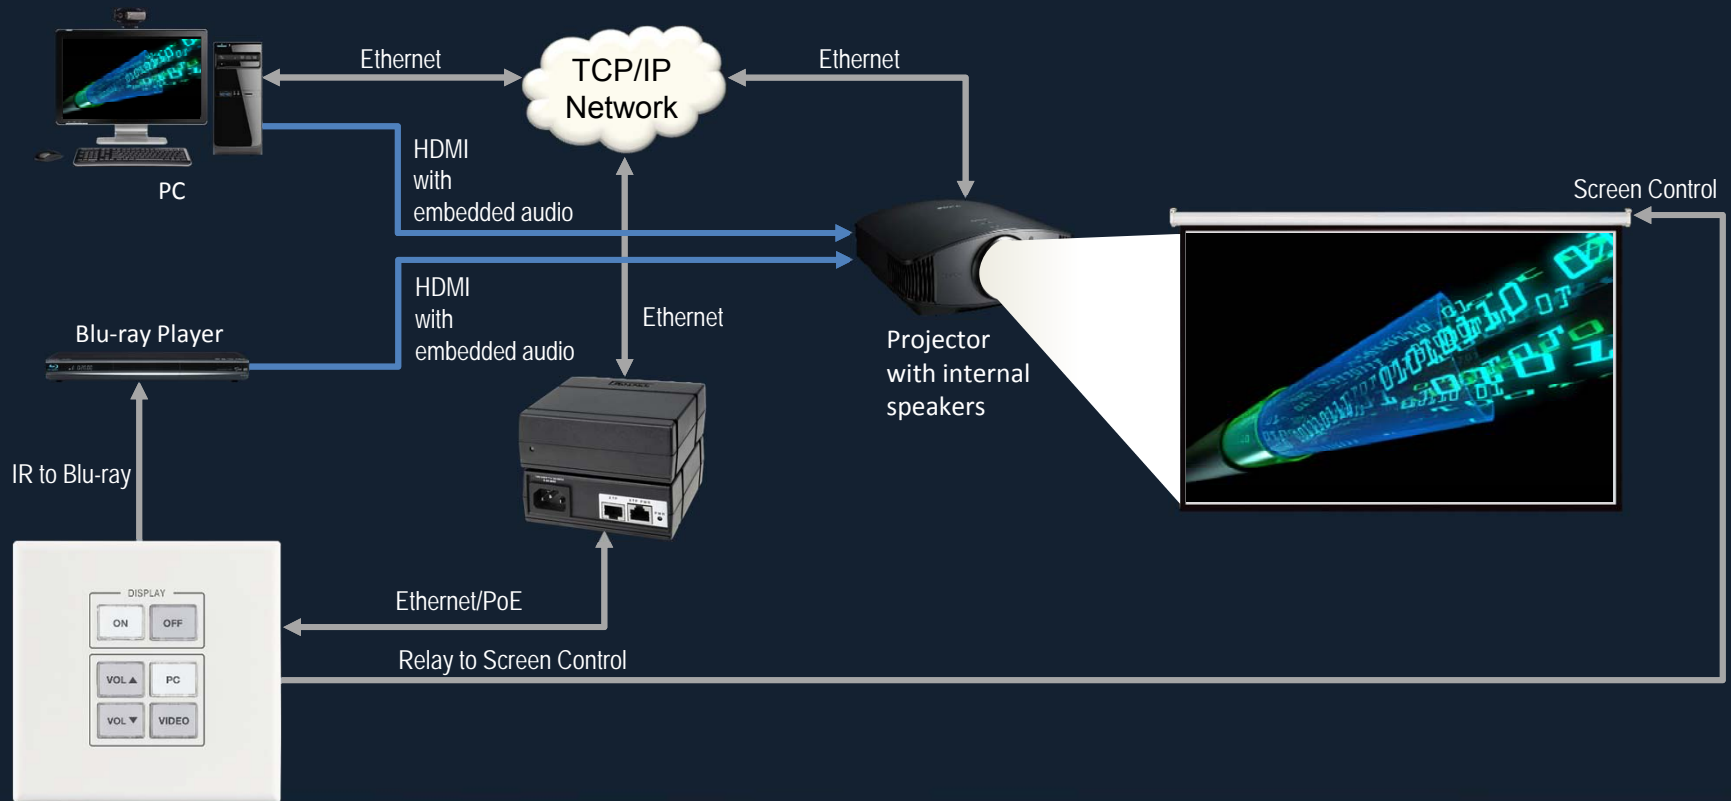 Ethernet
TCP/IP
Network
Ethernet
HDMI
with
embedded audio
PC
Screen Control
HDMI
with
embedded audio
Ethernet
Blu-ray Player
Projector
with internal
speakers
IR to Blu-ray
DISPLAY
ON OFF
VOL▲ PC
VOL▼ VIDEO
Ethernet/PoE
Relay to Screen Control